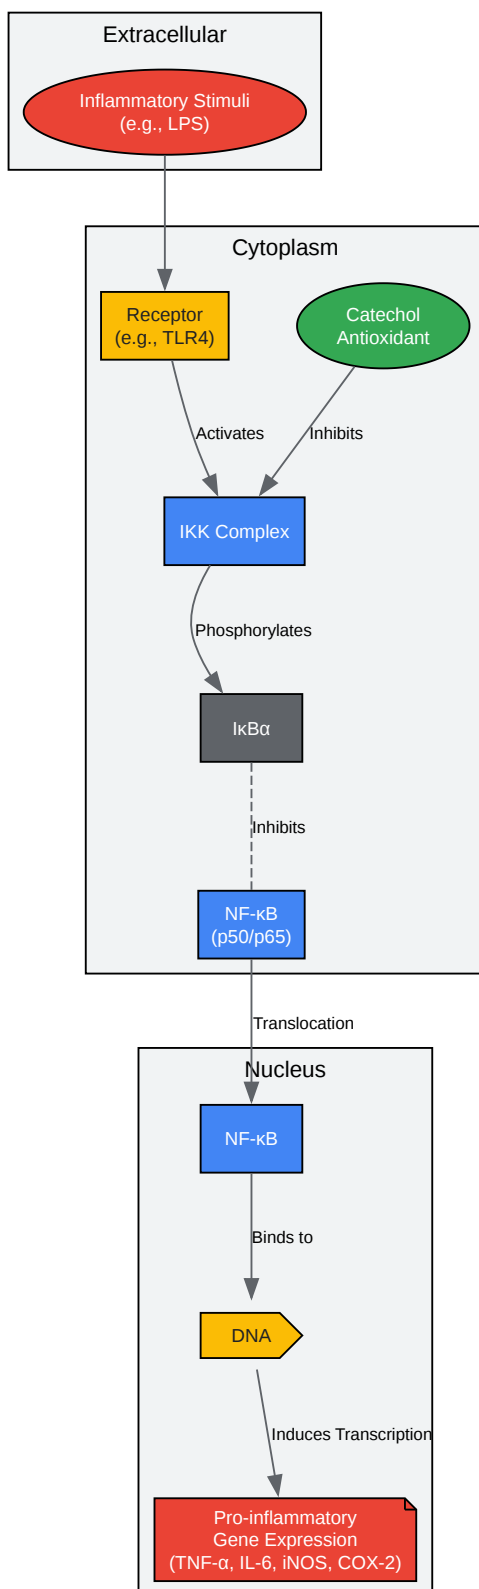 Extracellular
Inflammatory Stimuli
(e.g., LPS)
Cytoplasm
Receptor
(e.g., TLR4)
Catechol
Antioxidant
Activates
Inhibits
IKK Complex
Phosphorylates
IκBα
Inhibits
NF-κB
(p50/p65)
Translocation
Nucleus
NF-κB
Binds to
DNA
Induces Transcription
Pro-inflammatory
Gene Expression
(TNF-α, IL-6, iNOS, COX-2)